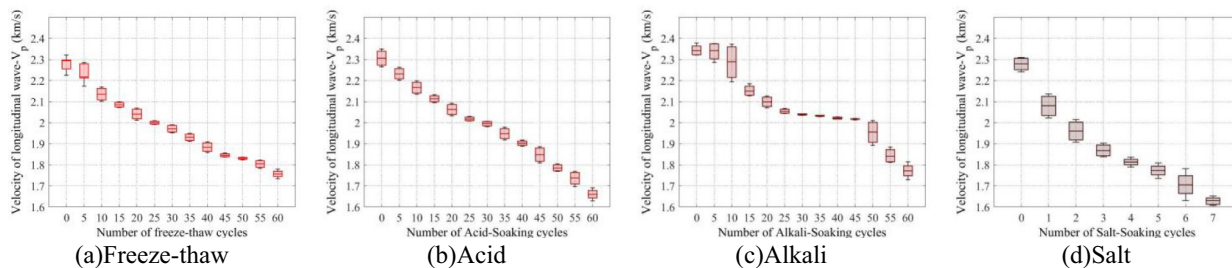 Velocity of longitudinal wave-Vp (km/s)
2.4
2.3
2.2
2.1
2
1.9
1.8
1.7
1.6
0 5 10 15 20 25 30 35 40 45 50 55 60
Number of freeze-thaw cycles
(a)Freeze-thaw
Velocity of longitudinal wave-Vp (km/s)
2.4
2.3
2.2
2.1
2
1.9
1.8
1.7
1.6
0 5 10 15 20 25 30 35 40 45 50 55 60
Number of Acid-Soaking cycles
(b)Acid
Velocity of longitudinal wave-Vp (km/s)
2.4
2.3
2.2
2.1
2
1.9
1.8
1.7
1.6
0 5 10 15 20 25 30 35 40 45 50 55 60
Number of Alkali-Soaking cycles
(c)Alkali
Velocity of longitudinal wave-Vp (km/s)
2.4
2.3
2.2
2.1
2
1.9
1.8
1.7
1.6
0 1 2 3 4 5 6 7
Number of Salt-Soaking cycles
(d)Salt